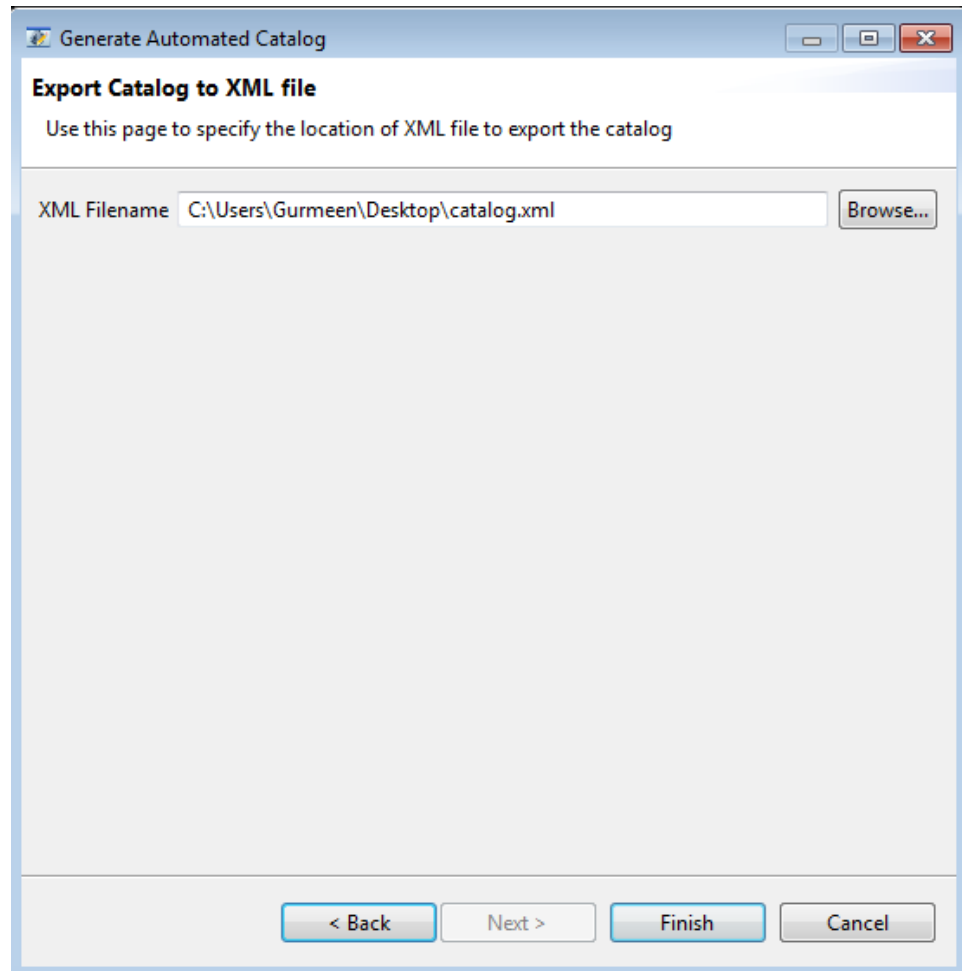 Generate Automated Catalog
Export Catalog to XML file
Use this page to specify the location of XML file to export the catalog
XML Filename C:\Users\Gurmeen\Desktop\catalog.xml Browse...
< Back Next > Finish Cancel